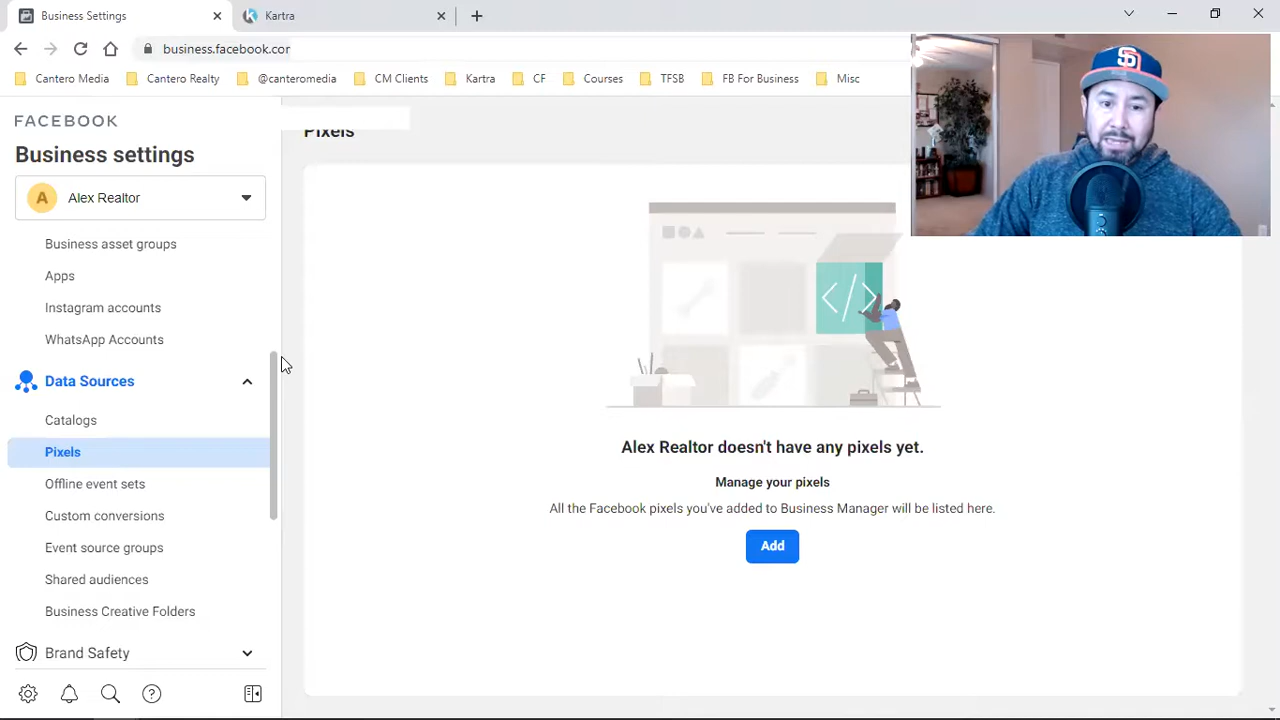 Business Settings
Kartra
business.facebook.cor
Cantero Media
Cantero Realty
@canteromedia
CM Clients
Kartra
CF
Courses
TFSB
FB For Business
Misc
SD
FACEBOOK
Business settings
A
Alex Realtor
Business asset groups
Apps
Instagram accounts
WhatsApp Accounts
Data Sources
Catalogs
Pixels
Offline event sets
Custom conversions
Event source groups
Shared audiences
Business Creative Folders
Brand Safety
Pixels
</>
Alex Realtor doesn't have any pixels yet.
Manage your pixels
All the Facebook pixels you've added to Business Manager will be listed here.
Add